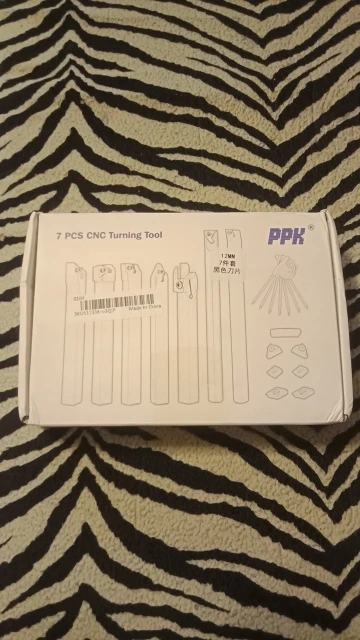 7 PCS CNC Turning Tool
PPK®
12MM
7件套
黑色刀片
Made in China